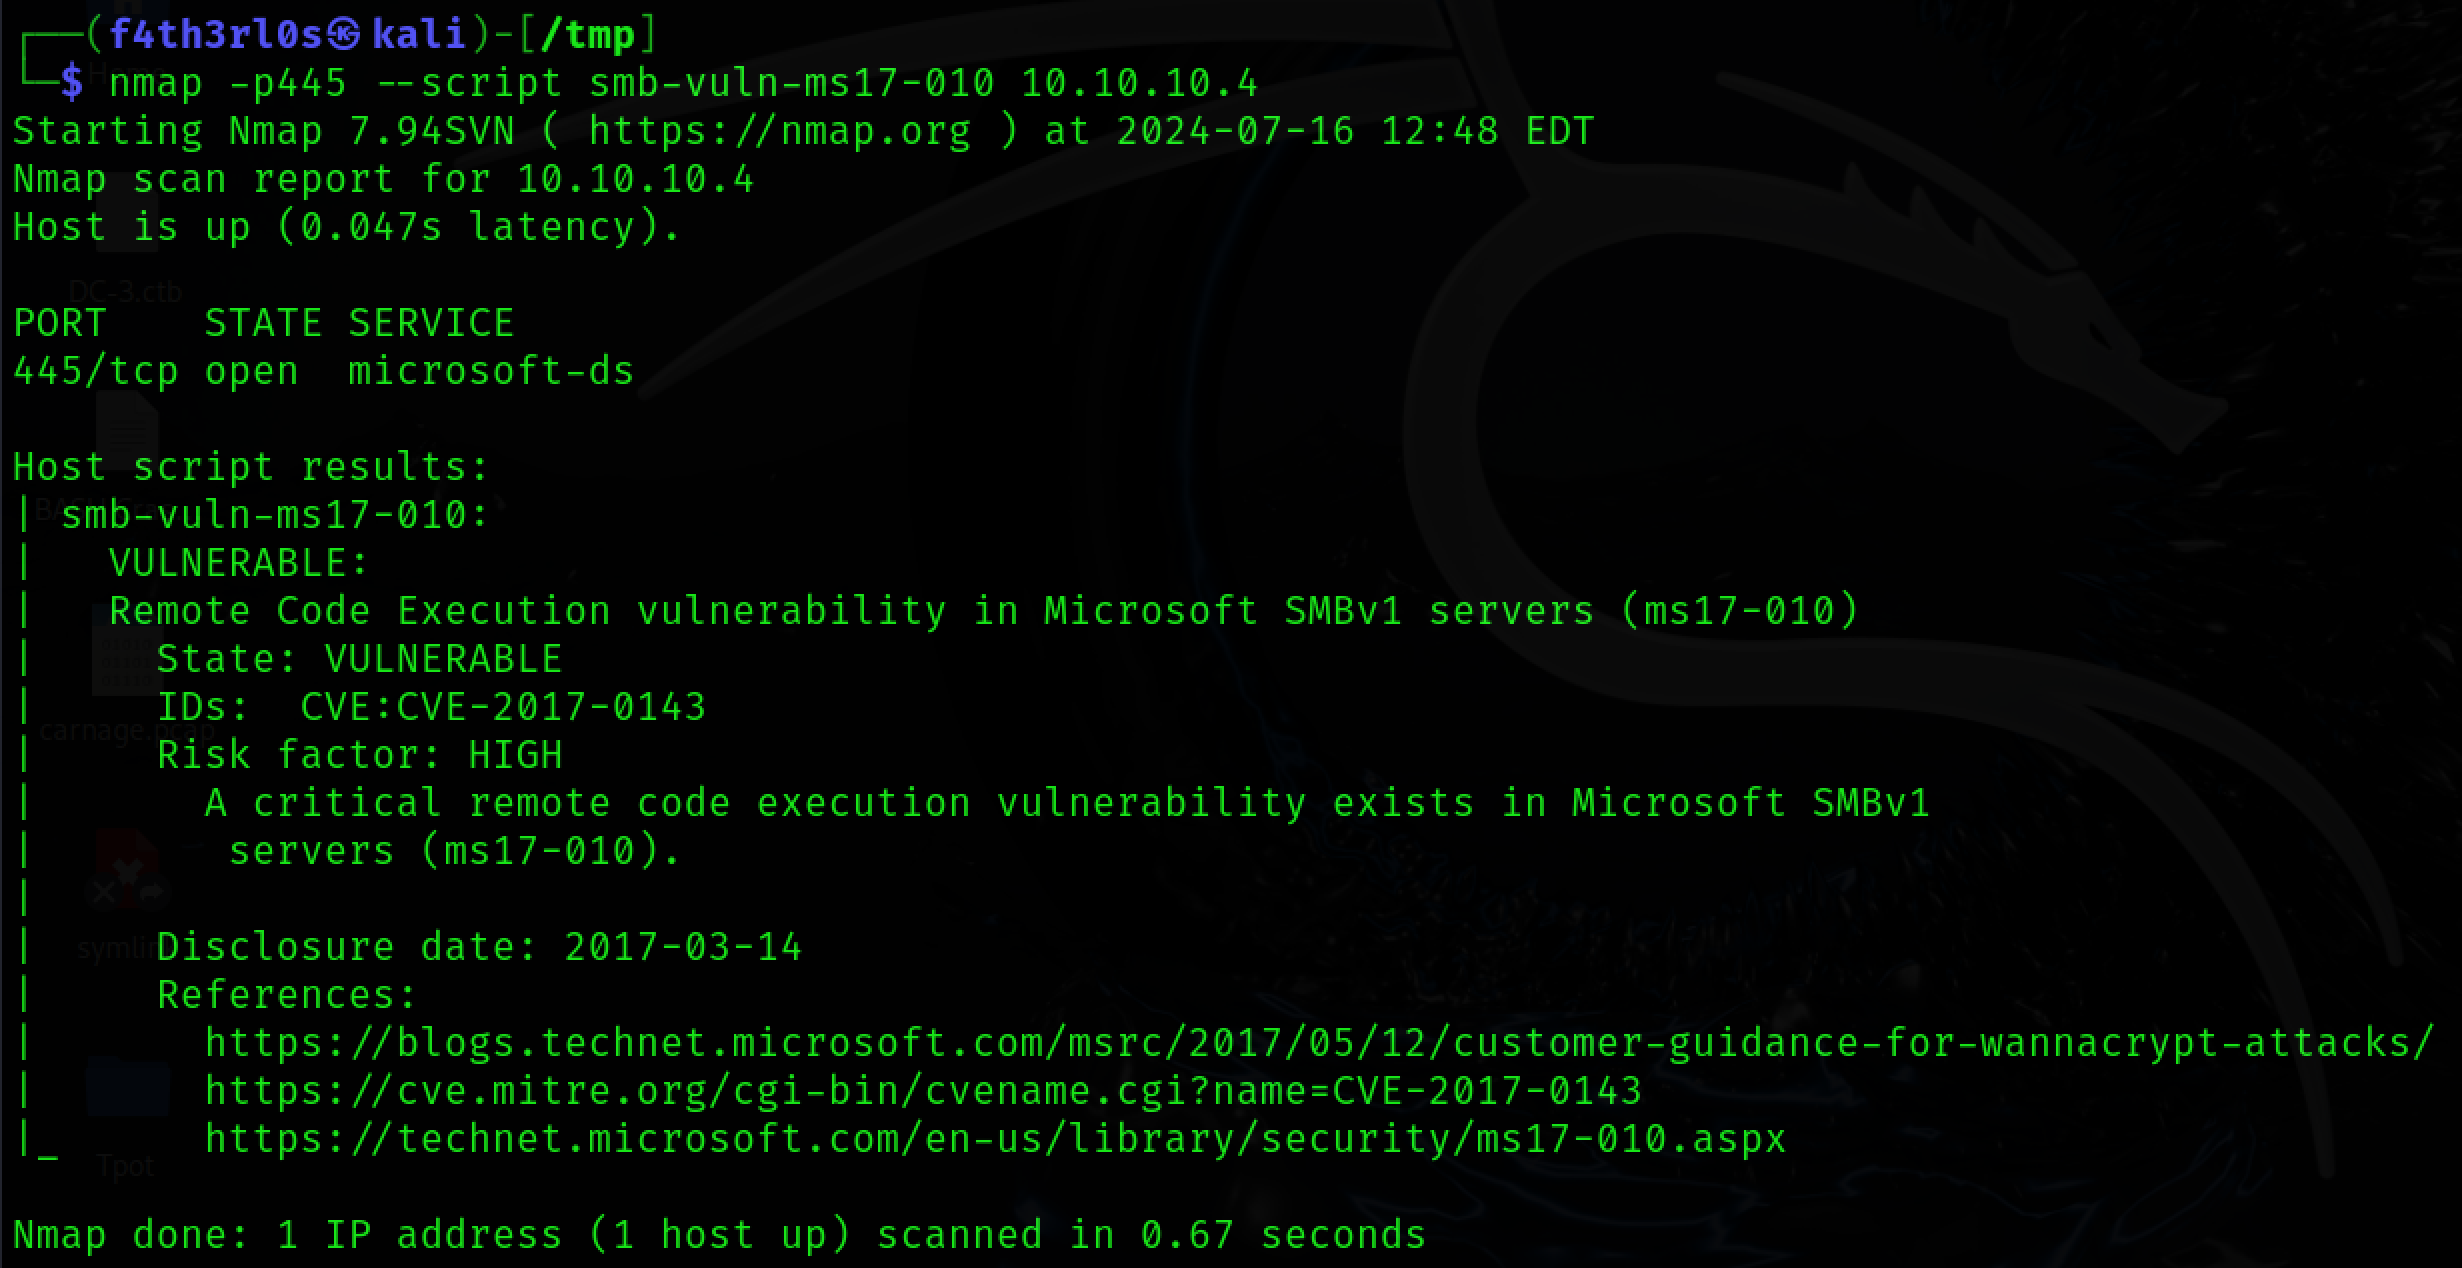 ┌──(f4th3rl0s㉿kali)-[/tmp]
└─$ nmap -p445 --script smb-vuln-ms17-010 10.10.10.4
Starting Nmap 7.94SVN ( https://nmap.org ) at 2024-07-16 12:48 EDT
Nmap scan report for 10.10.10.4
Host is up (0.047s latency).
DC-3.ctb
PORT    STATE SERVICE
445/tcp open  microsoft-ds
Host script results:
| smb-vuln-ms17-010:
|   VULNERABLE:
|   Remote Code Execution vulnerability in Microsoft SMBv1 servers (ms17-010)
|     State: VULNERABLE
|     IDs:  CVE:CVE-2017-0143
carnage.pcap
|     Risk factor: HIGH
|       A critical remote code execution vulnerability exists in Microsoft SMBv1
|        servers (ms17-010).
|
|     Disclosure date: 2017-03-14
|     References:
|       https://blogs.technet.microsoft.com/msrc/2017/05/12/customer-guidance-for-wannacrypt-attacks/
|       https://cve.mitre.org/cgi-bin/cvename.cgi?name=CVE-2017-0143
|_      https://technet.microsoft.com/en-us/library/security/ms17-010.aspx
Tpot
Nmap done: 1 IP address (1 host up) scanned in 0.67 seconds